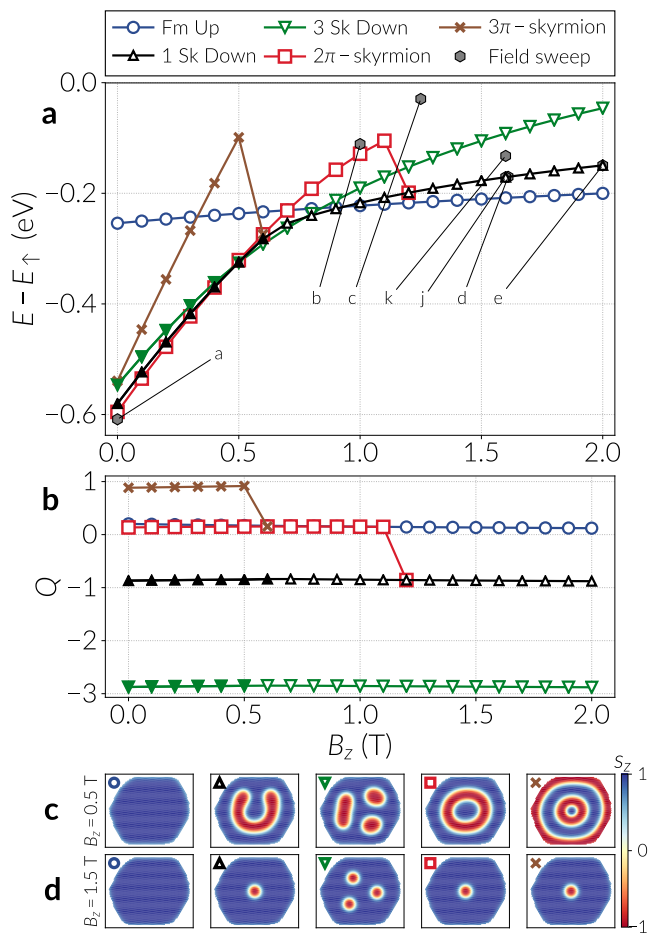 Fm Up 3 Sk Down 3π−skyrmion
1 Sk Down 2π−skyrmion Field sweep
a
E−E↑ (eV)
0.0
−0.2
−0.4
−0.6
b c k j d e
a
0.0 0.5 1.0 1.5 2.0
b
Q
1
0
−1
−2
−3
0.0 0.5 1.0 1.5 2.0
B_z (T)
S_z
c
B_z = 0.5 T
d
B_z = 1.5 T
1
0
−1